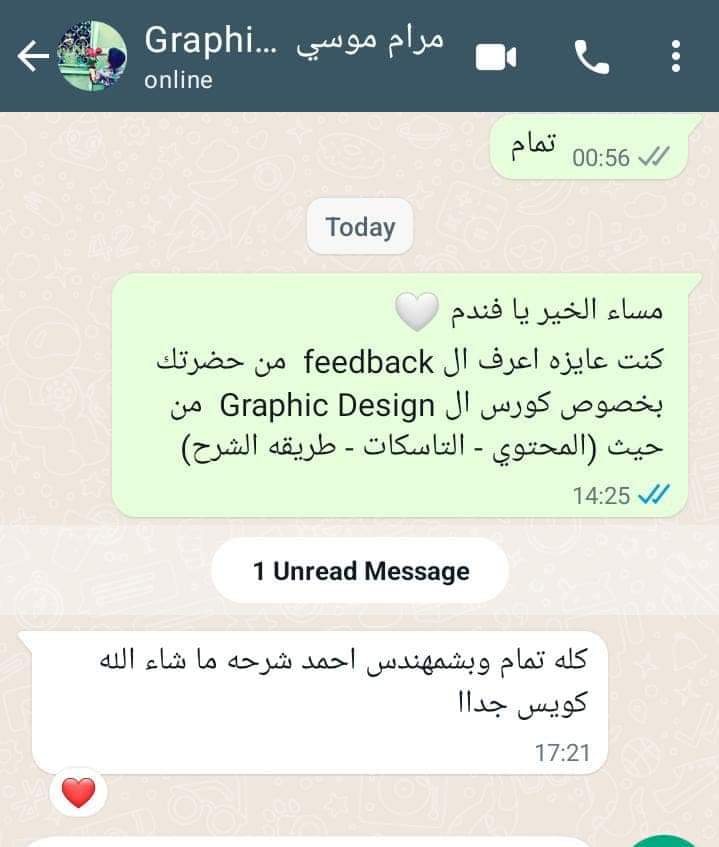 Graphi... مرام موسي
online
تمام
00:56
Today
مساء الخير يا فندم 🤍
كنت عايزه اعرف ال feedback من حضرتك
بخصوص كورس ال Graphic Design من
حيث (المحتوي - التاسكات - طريقه الشرح)
14:25
1 Unread Message
كله تمام وبشمهندس احمد شرحه ما شاء الله
كويس جداا
17:21
❤️